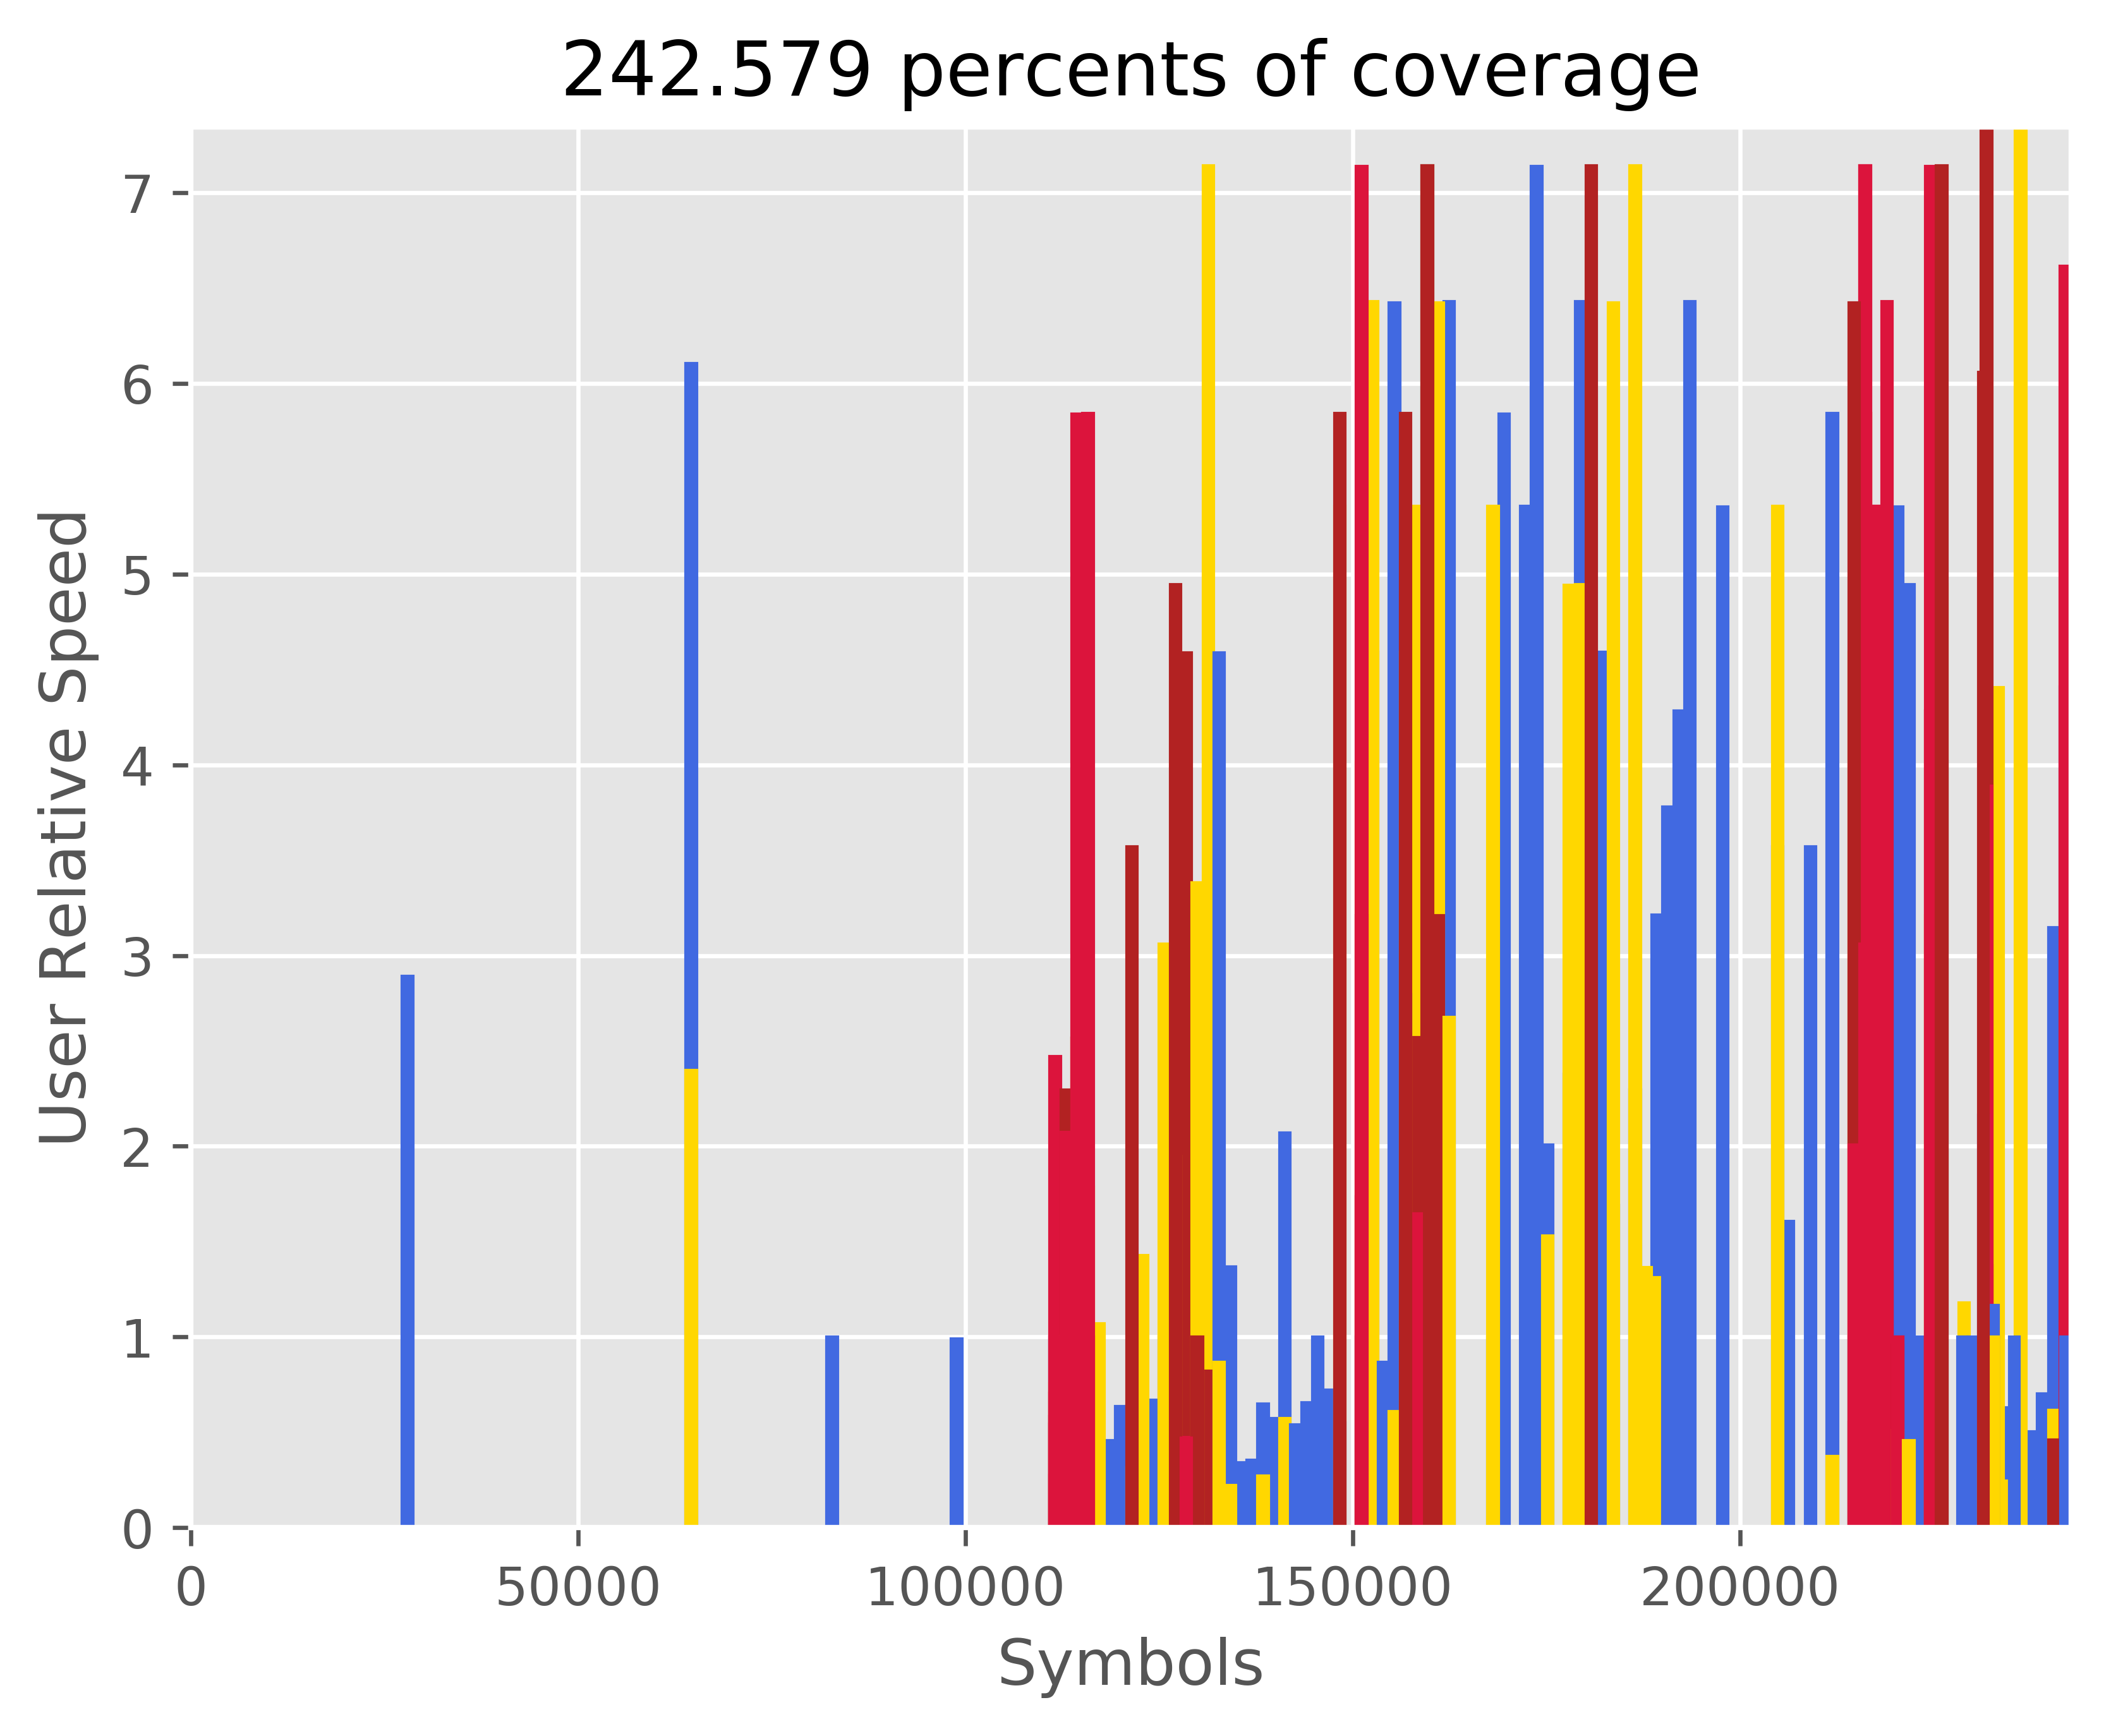 242.579 percents of coverage
User Relative Speed
7
6
5
4
3
2
1
0
0 50000 100000 150000 200000
Symbols